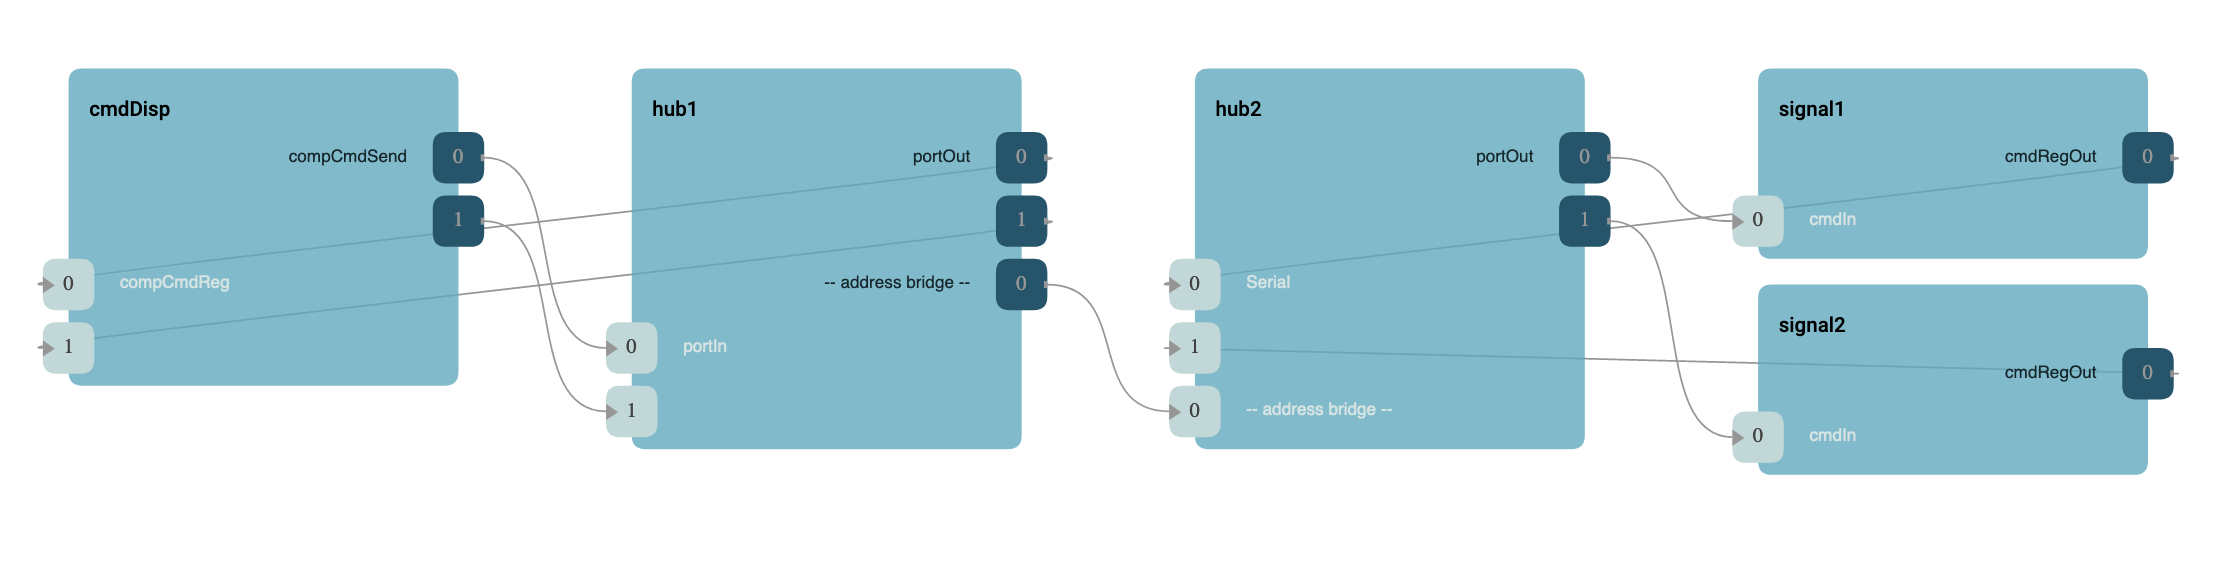 cmdDisp
compCmdSend 0
1
0 compCmdReg
1
hub1
portOut 0
1
-- address bridge -- 0
0 portIn
1
hub2
portOut 0
1
0 Serial
1
0 -- address bridge --
signal1
cmdRegOut 0
0 cmdIn
signal2
cmdRegOut 0
0 cmdIn